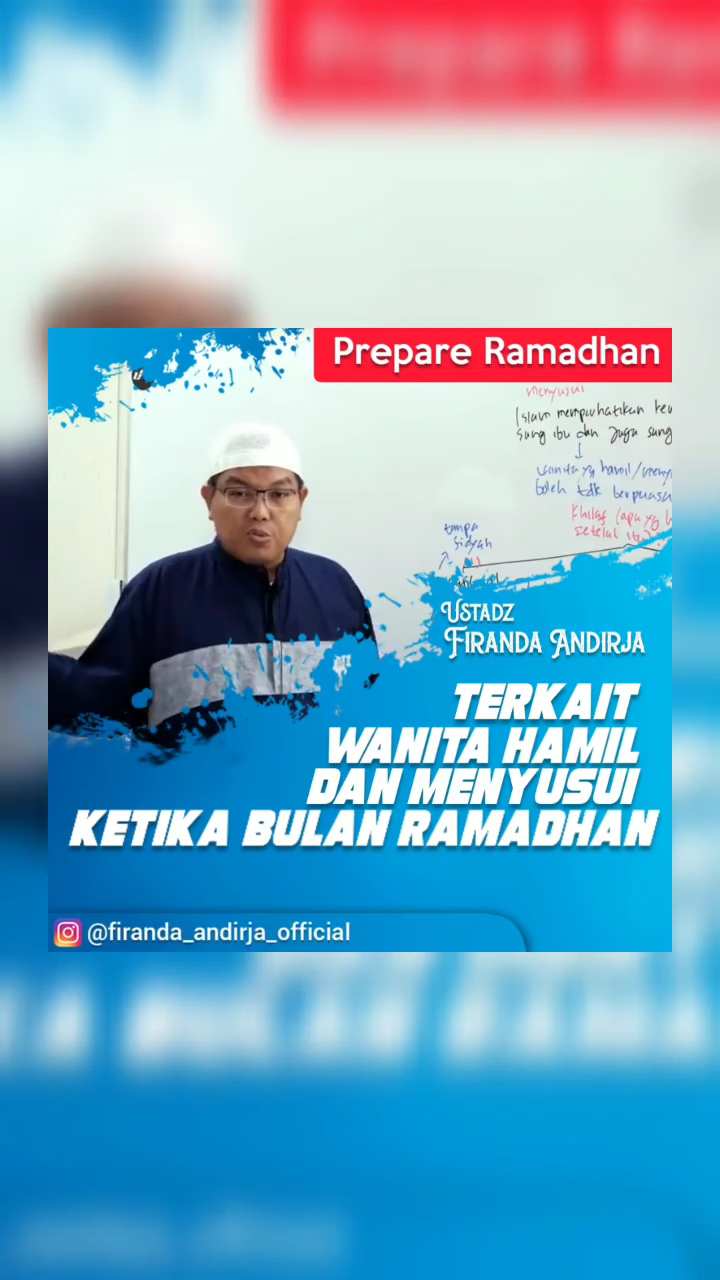 Prepare Ramadhan
menyusui
Islam memperhatikan
sang ibu dan juga sang
wanita yg hamil/
boleh tdk berpuasa
Khilaf (apa yg
setelah itu)
tanpa
fidyah
USTADZ
FIRANDA ANDIRJA
TERKAIT
WANITA HAMIL
DAN MENYUSUI
KETIKA BULAN RAMADHAN
@firanda_andirja_official